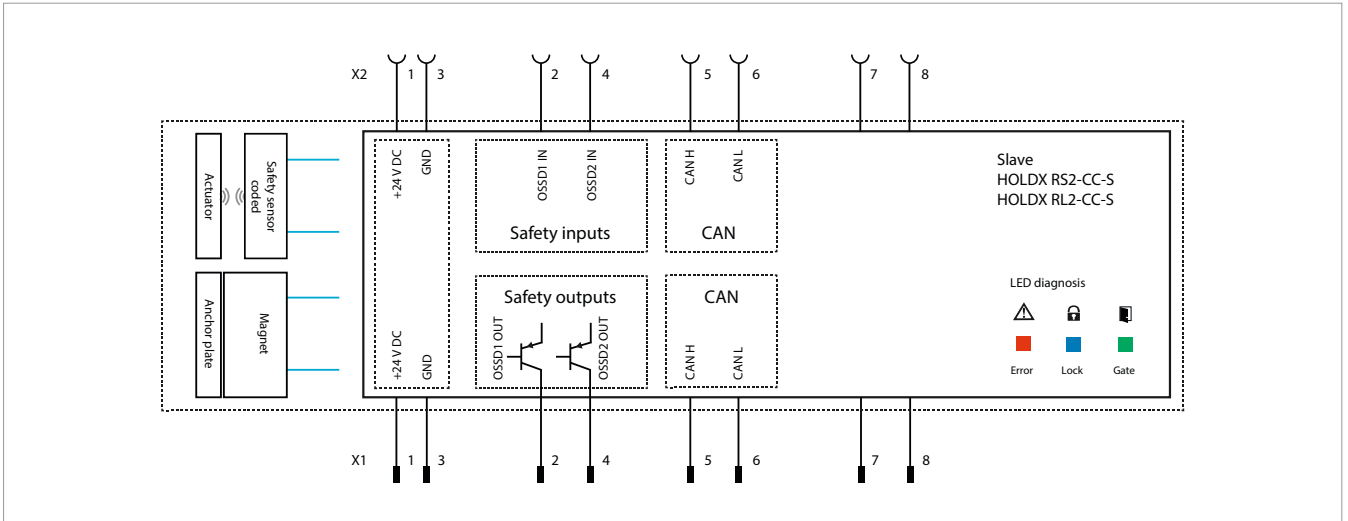 X2 1 3 2 4 5 6 7 8
Actuator
Safety sensor
coded
Anchor plate
Magnet
+24 V DC
GND
OSSD1 IN
OSSD2 IN
Safety inputs
CAN H
CAN L
CAN
Slave
HOLDX RS2-CC-S
HOLDX RL2-CC-S
+24 V DC
GND
Safety outputs
OSSD1 OUT
OSSD2 OUT
CAN
CAN H
CAN L
LED diagnosis
Error Lock Gate
X1 1 3 2 4 5 6 7 8